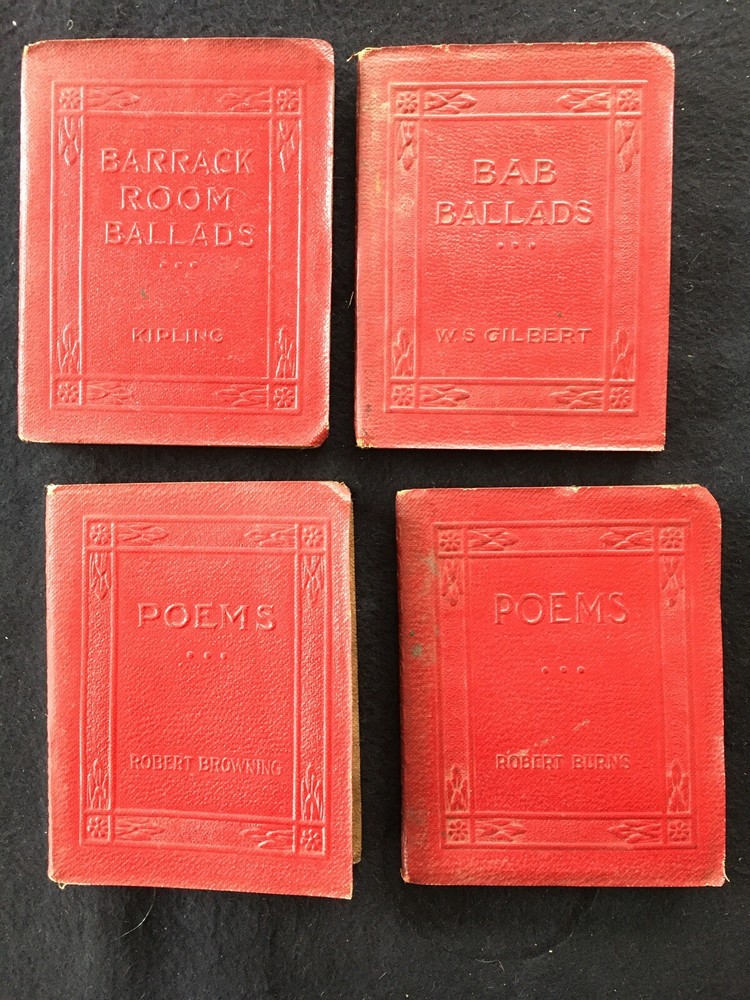 BARRACK
ROOM
BALLADS
KIPLING
BAB
BALLADS
W.S GILBERT
POEMS
ROBERT BROWNING
POEMS
ROBERT BURNS